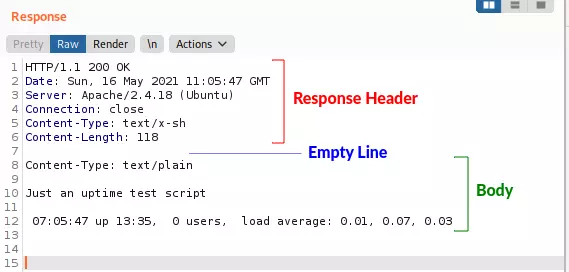 Response
Pretty Raw Render \n Actions
1 HTTP/1.1 200 OK
2 Date: Sun, 16 May 2021 11:05:47 GMT
3 Server: Apache/2.4.18 (Ubuntu)
4 Connection: close
5 Content-Type: text/x-sh
6 Content-Length: 118
Response Header
7
Empty Line
8 Content-Type: text/plain
9
10 Just an uptime test script
Body
11
12 07:05:47 up 13:35, 0 users, load average: 0.01, 0.07, 0.03
13
14
15